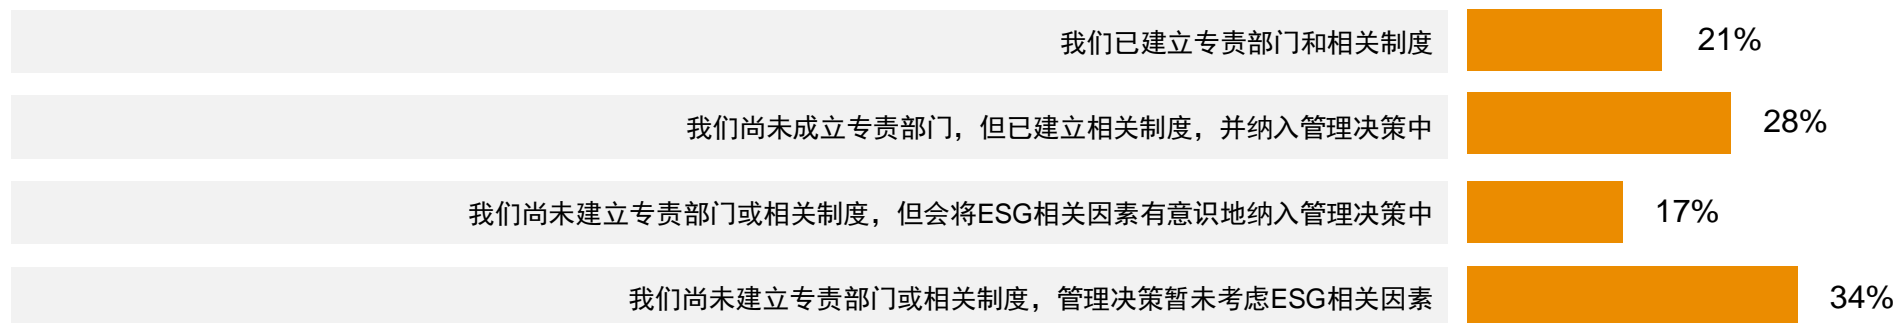 我们已建立专责部门和相关制度 21%
我们尚未成立专责部门，但已建立相关制度，并纳入管理决策中 28%
我们尚未建立专责部门或相关制度，但会将ESG相关因素有意识地纳入管理决策中 17%
我们尚未建立专责部门或相关制度，管理决策暂未考虑ESG相关因素 34%